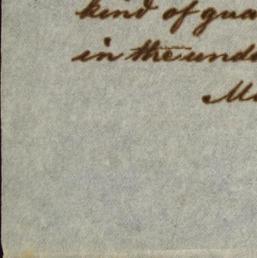 kind of gua
in the unde
M